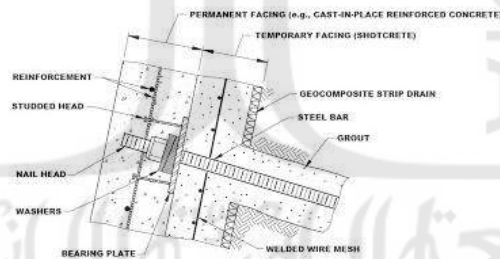 PERMANENT FACING (e.g., CAST-IN-PLACE REINFORCED CONCRETE)
TEMPORARY FACING (SHOTCRETE)
REINFORCEMENT
STUDDED HEAD
NAIL HEAD
WASHERS
BEARING PLATE
GEOCOMPOSITE STRIP DRAIN
STEEL BAR
GROUT
WELDED WIRE MESH